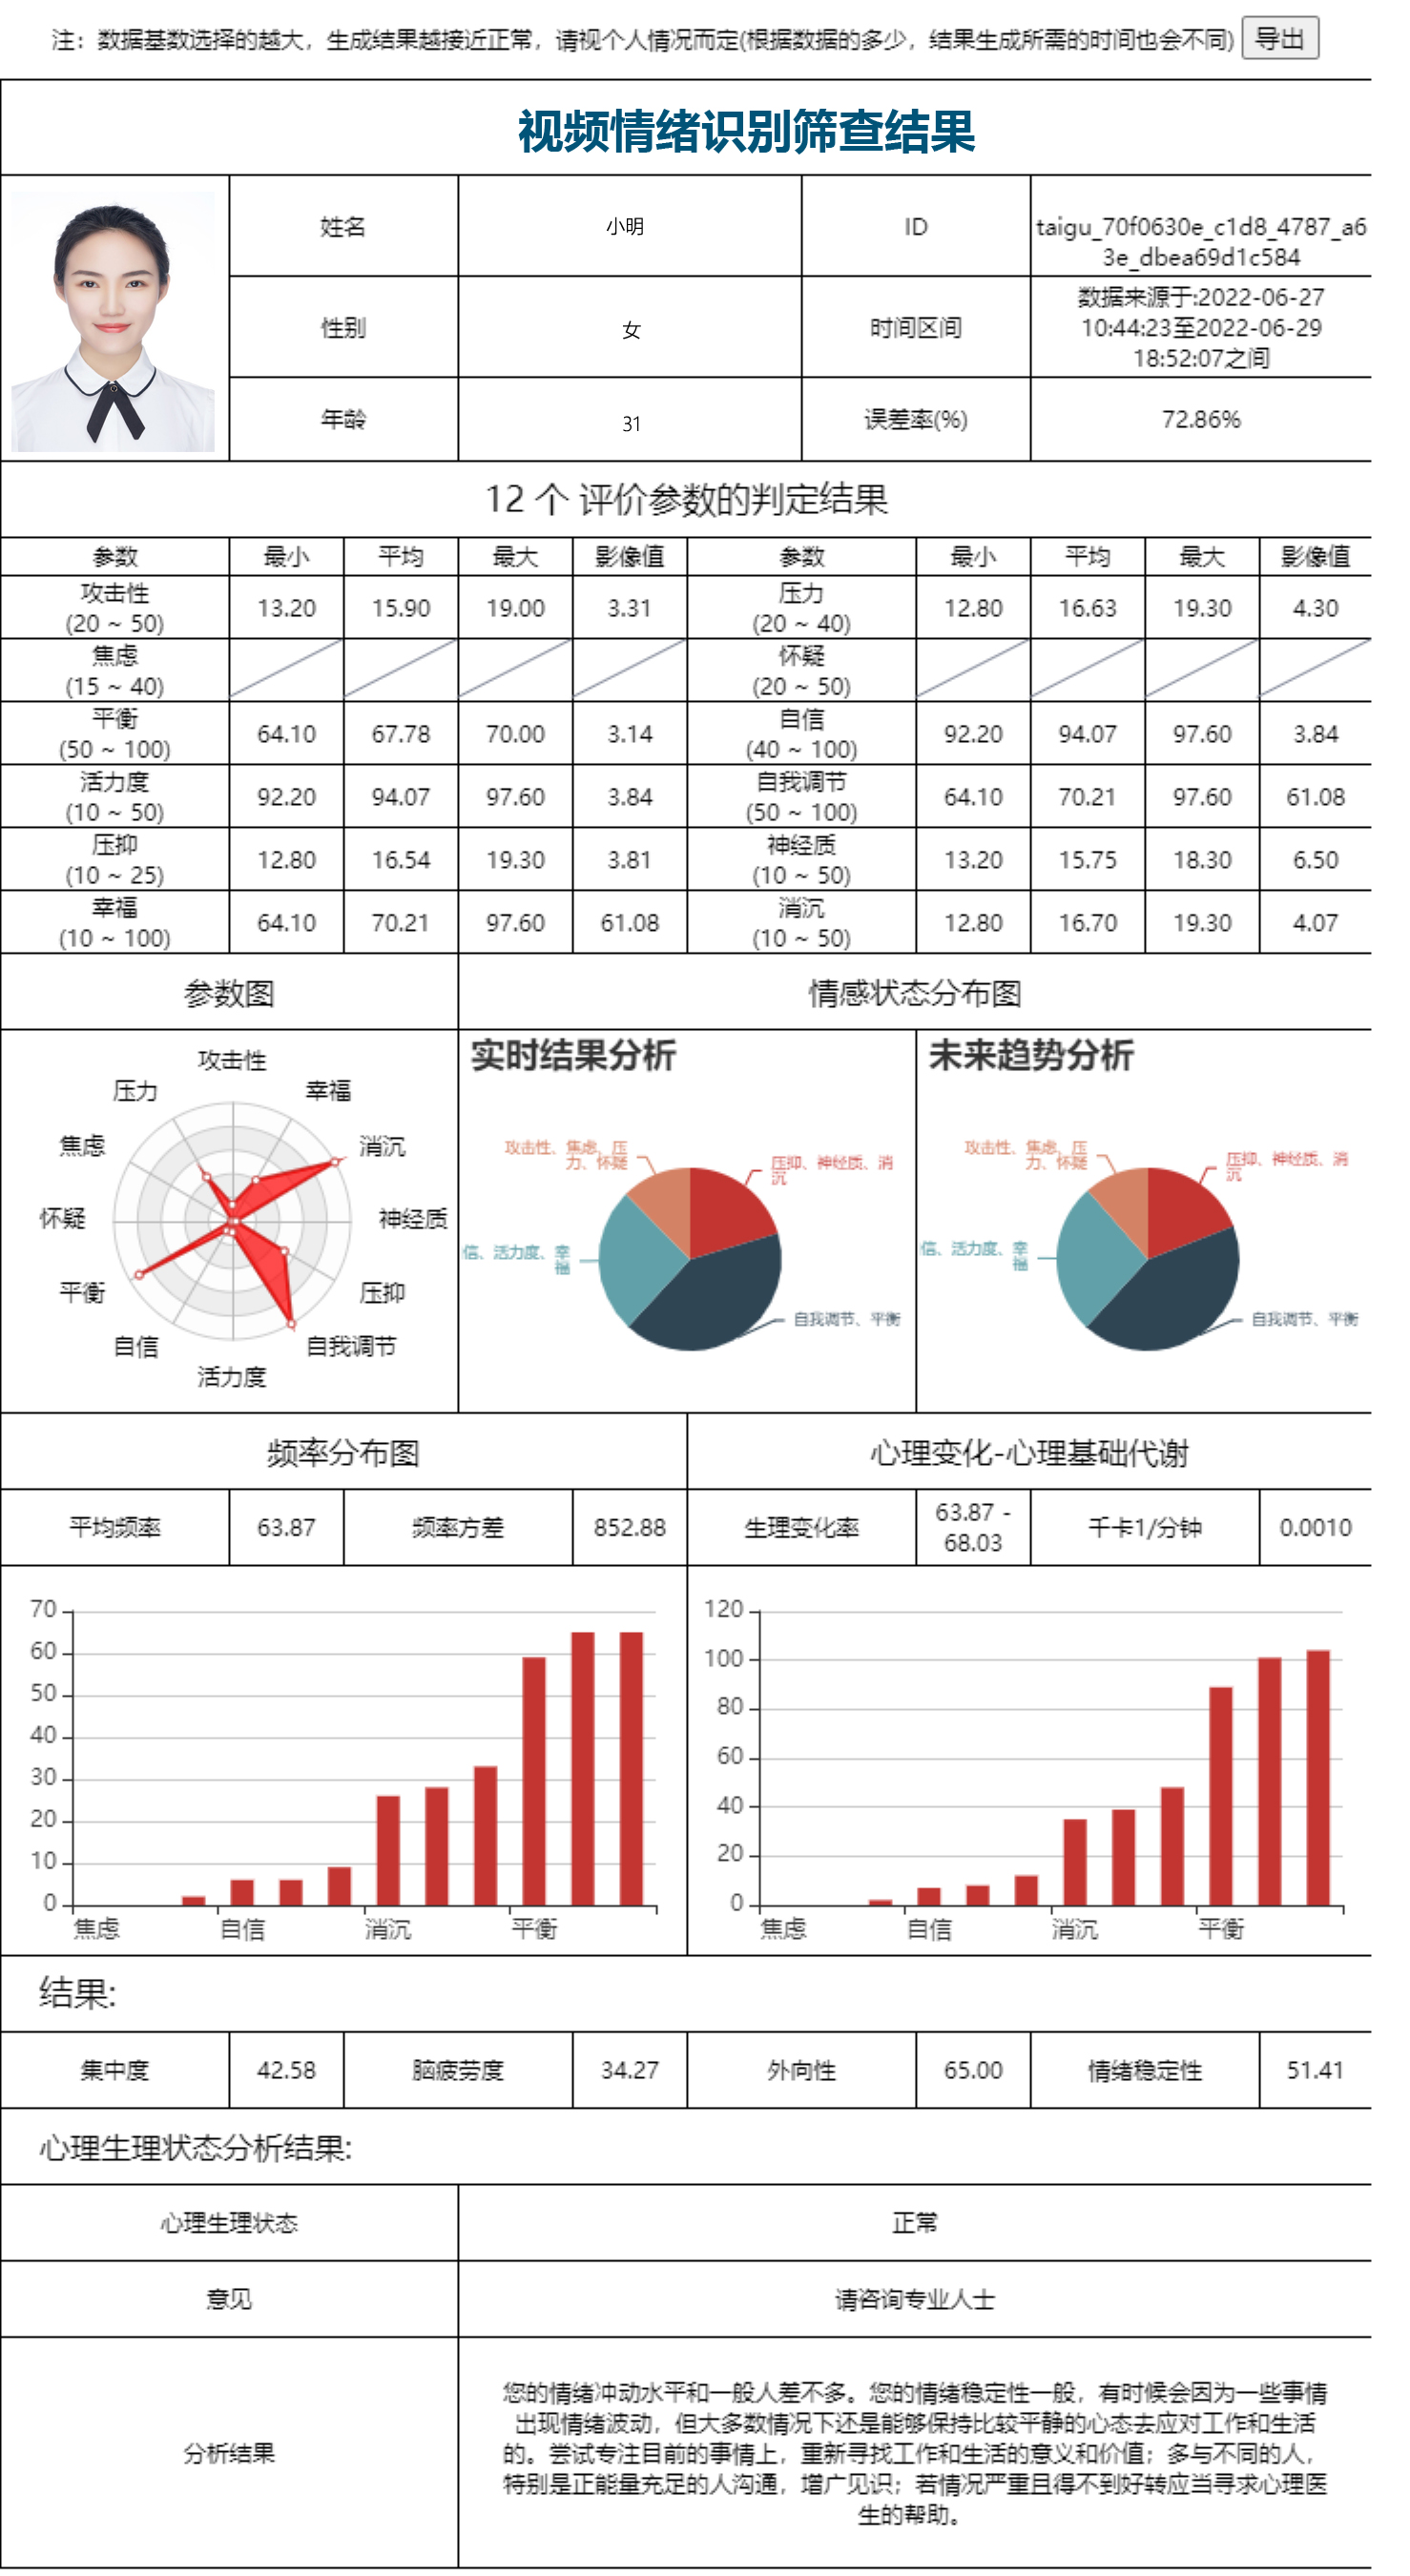 注：数据基数选择的越大，生成结果越接近正常，请视个人情况而定(根据数据的多少，结果生成所需的时间也会不同) 导出
视频情绪识别筛查结果
姓名 小明 ID taigu_70f0630e_c1d8_4787_a6
3e_dbea69d1c584
性别 女 时间区间 数据来源于:2022-06-27
10:44:23至2022-06-29
18:52:07之间
年龄 31 误差率(%) 72.86%
12 个 评价参数的判定结果
参数 最小 平均 最大 影像值 参数 最小 平均 最大 影像值
攻击性
(20 ~ 50) 13.20 15.90 19.00 3.31
压力
(20 ~ 40) 12.80 16.63 19.30 4.30
焦虑
(15 ~ 40)
怀疑
(20 ~ 50)
平衡
(50 ~ 100) 64.10 67.78 70.00 3.14
自信
(40 ~ 100) 92.20 94.07 97.60 3.84
活力度
(10 ~ 50) 92.20 94.07 97.60 3.84
自我调节
(50 ~ 100) 64.10 70.21 97.60 61.08
压抑
(10 ~ 25) 12.80 16.54 19.30 3.81
神经质
(10 ~ 50) 13.20 15.75 18.30 6.50
幸福
(10 ~ 100) 64.10 70.21 97.60 61.08
消沉
(10 ~ 50) 12.80 16.70 19.30 4.07
参数图 情感状态分布图
攻击性
压力 幸福
焦虑 消沉
怀疑 神经质
平衡 压抑
自信 自我调节
活力度
实时结果分析
攻击性、焦虑、压
力、怀疑
压抑、神经质、消
沉
信、活力度、幸
福
自我调节、平衡
未来趋势分析
攻击性、焦虑、压
力、怀疑
压抑、神经质、消
沉
信、活力度、幸
福
自我调节、平衡
频率分布图 心理变化-心理基础代谢
平均频率 63.87 频率方差 852.88 生理变化率 63.87 -
68.03 千卡1/分钟 0.0010
70
60
50
40
30
20
10
0
焦虑 自信 消沉 平衡
120
100
80
60
40
20
0
焦虑 自信 消沉 平衡
结果:
集中度 42.58 脑疲劳度 34.27 外向性 65.00 情绪稳定性 51.41
心理生理状态分析结果:
心理生理状态 正常
意见 请咨询专业人士
分析结果
您的情绪冲动水平和一般人差不多。您的情绪稳定性一般，有时候会因为一些事情
出现情绪波动，但大多数情况下还是能够保持比较平静的心态去应对工作和生活
的。尝试专注目前的事情上，重新寻找工作和生活的意义和价值；多与不同的人，
特别是正能量充足的人沟通，增广见识；若情况严重且得不到好转应当寻求心理医
生的帮助。